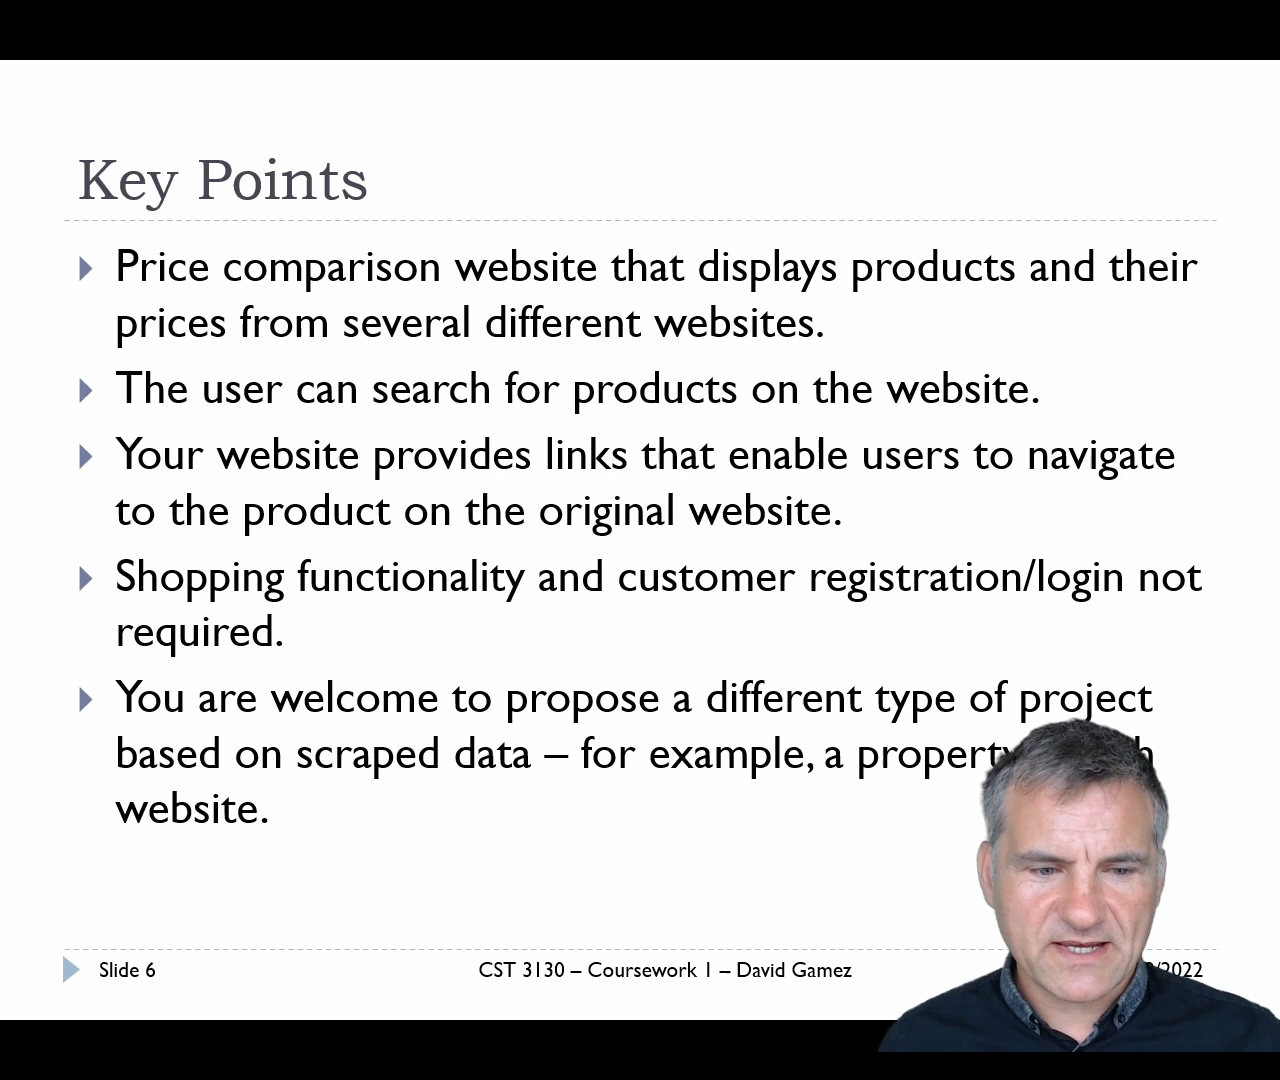 Key Points
Price comparison website that displays products and their
prices from several different websites.
The user can search for products on the website.
Your website provides links that enable users to navigate
to the product on the original website.
Shopping functionality and customer registration/login not
required.
You are welcome to propose a different type of project
based on scraped data – for example, a property
website.
Slide 6
CST 3130 – Coursework 1 – David Gamez
/2022